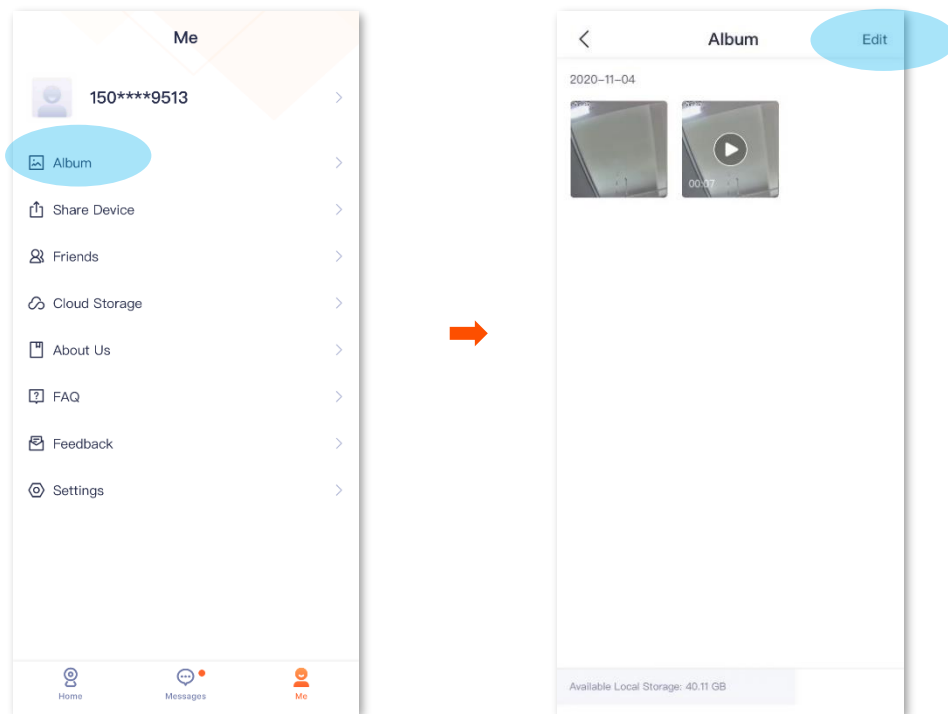 Me
150****9513
Album
Share Device
Friends
Cloud Storage
About Us
FAQ
Feedback
Settings
Home
Messages
Me
Album
Edit
2020-11-04
00:07
Available Local Storage: 40.11 GB